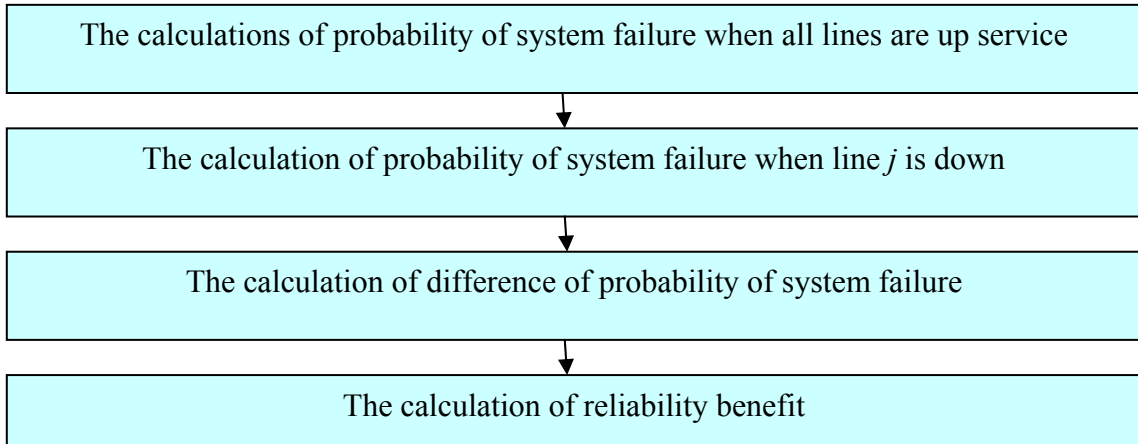 The calculations of probability of system failure when all lines are up service
The calculation of probability of system failure when line j is down
The calculation of difference of probability of system failure
The calculation of reliability benefit